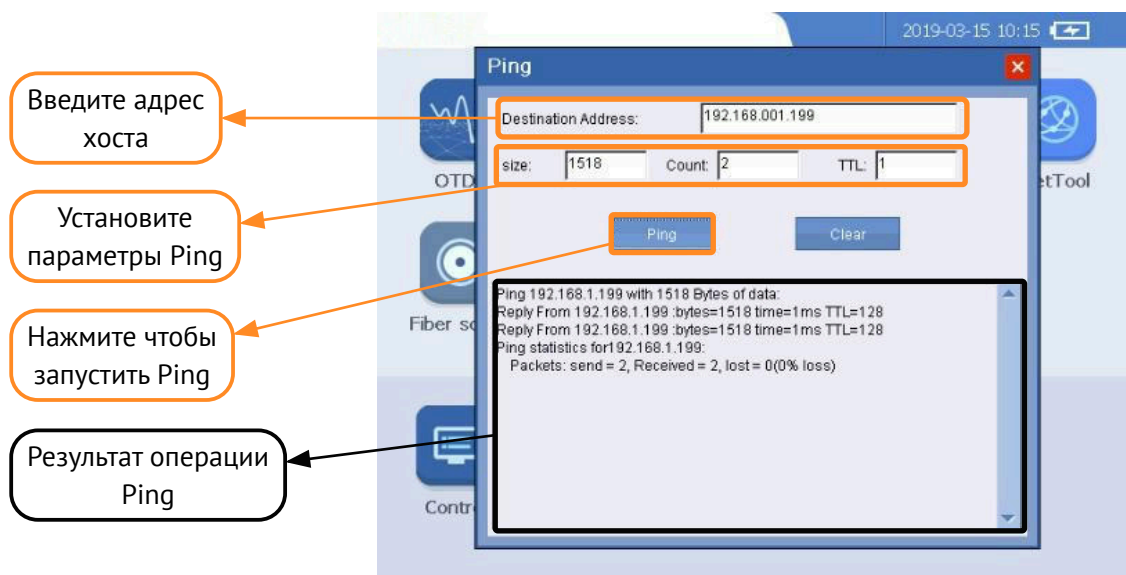 2019-03-15 10:15
Ping
Введите адрес
хоста
Destination Address:
192.168.001.199
size:
1518
Count:
2
TTL:
1
Установите
параметры Ping
Ping
Clear
Нажмите чтобы
запустить Ping
Ping 192.168.1.199 with 1518 Bytes of data:
Reply From 192.168.1.199 :bytes=1518 time=1ms TTL=128
Reply From 192.168.1.199 :bytes=1518 time=1ms TTL=128
Ping statistics for192.168.1.199:
Packets: send = 2, Received = 2, lost = 0(0% loss)
Результат операции
Ping
OTD
etTool
Fiber sc
Contr